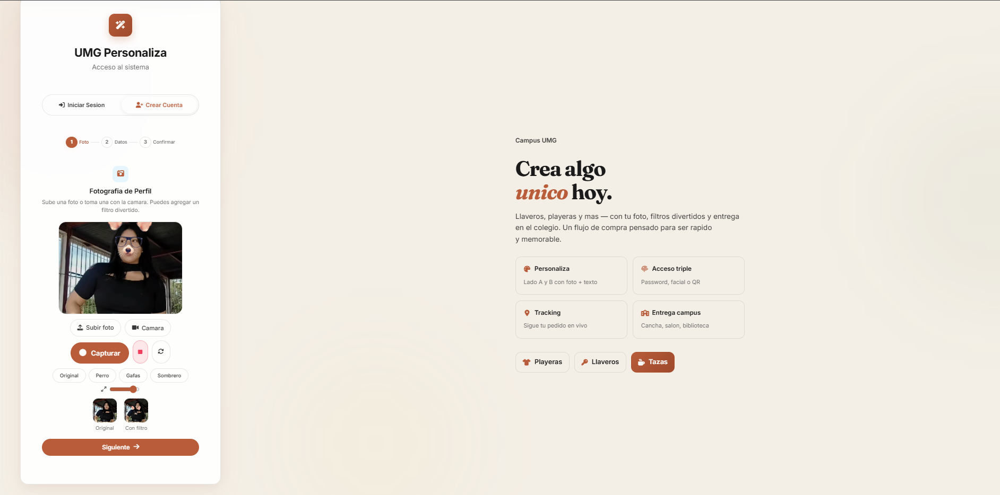 UMG Personaliza
Acceso al sistema
Iniciar Sesion
Crear Cuenta
1 Foto
2 Datos
3 Confirmar
Fotografia de Perfil
Sube una foto o toma una con la camara. Puedes agregar un
filtro divertido.
Subir foto
Camara
Capturar
Original
Perro
Gafas
Sombrero
Original
Con filtro
Siguiente
Campus UMG
Crea algo
unico hoy.
Llaveros, playeras y mas — con tu foto, filtros divertidos y entrega
en el colegio. Un flujo de compra pensado para ser rapido
y memorable.
Personaliza
Lado A y B con foto + texto
Acceso triple
Password, facial o QR
Tracking
Sigue tu pedido en vivo
Entrega campus
Cancha, salon, biblioteca
Playeras
Llaveros
Tazas